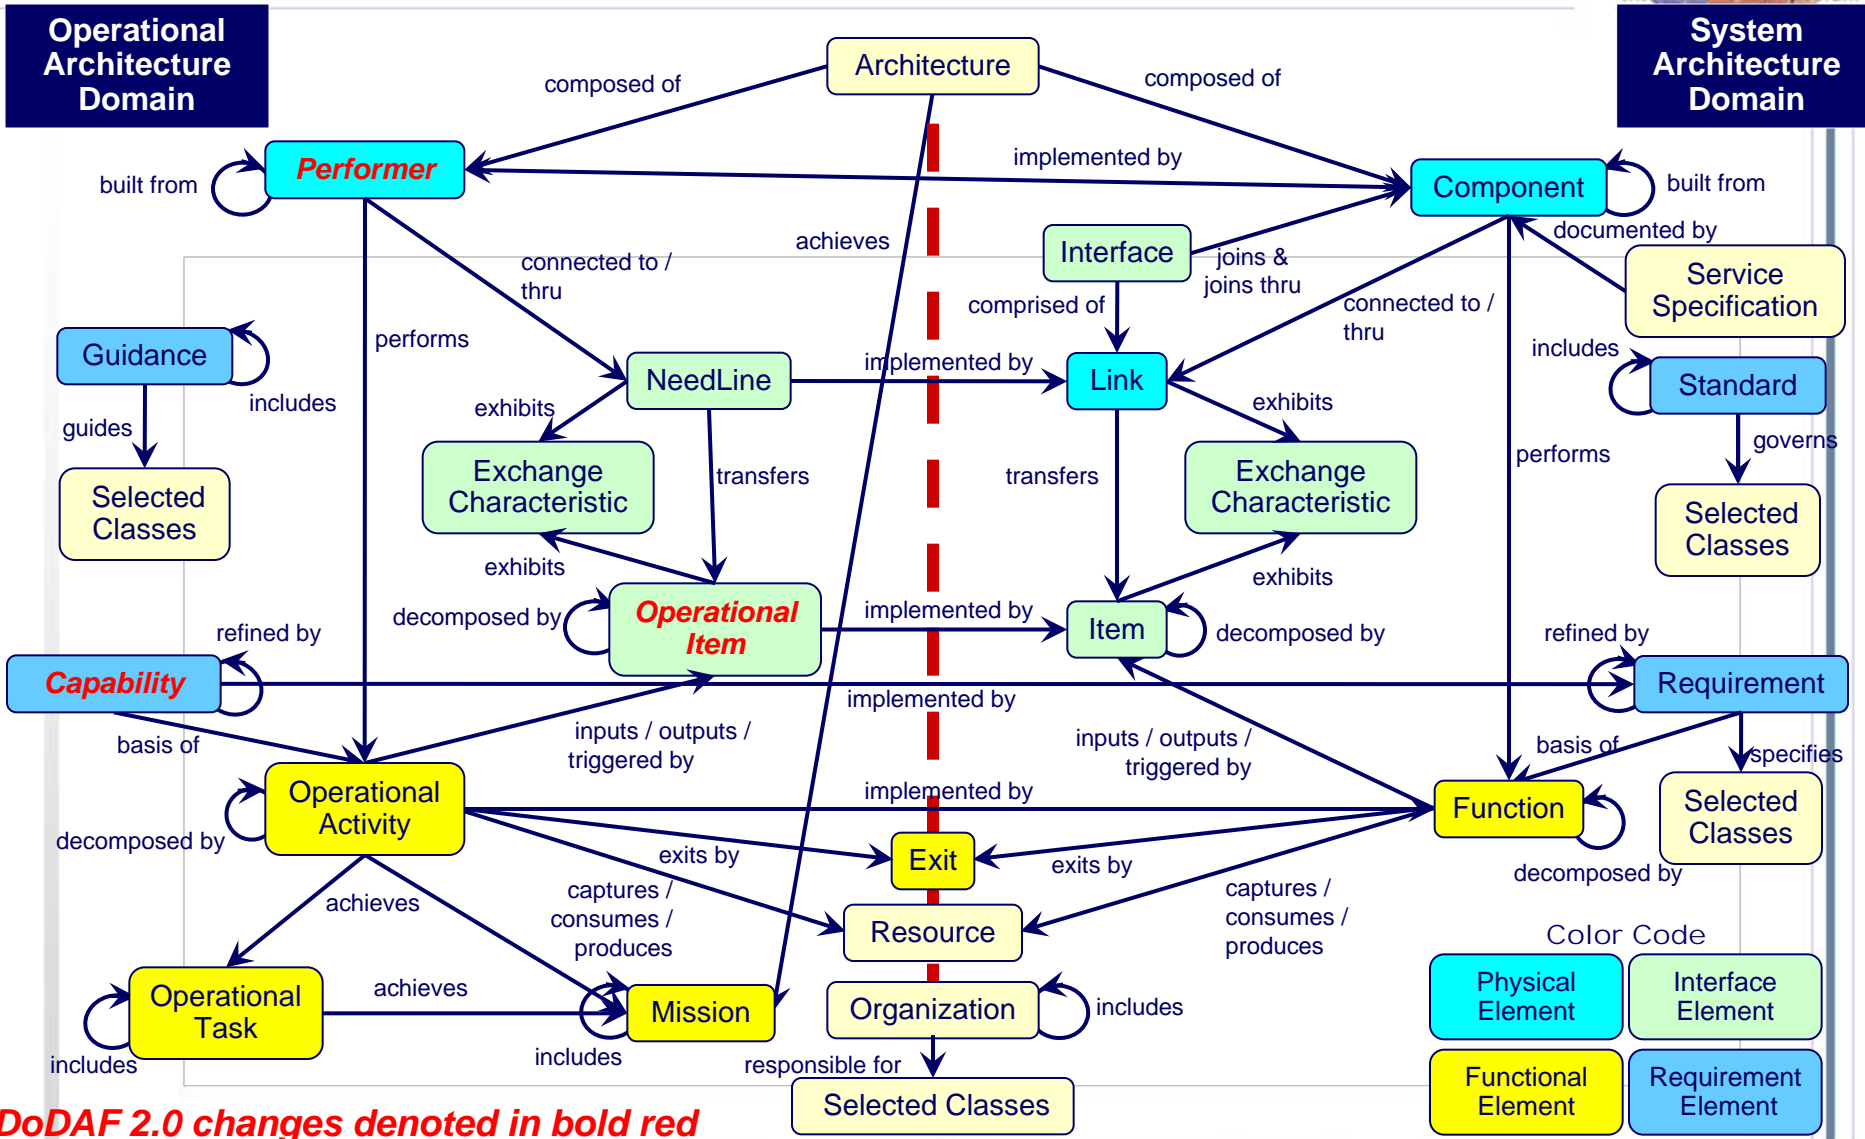 Operational
Architecture
Domain
System
Architecture
Domain
Architecture
composed of
composed of
Performer
built from
implemented by
Component
built from
documented by
achieves
Interface
joins &
joins thru
Service
Specification
connected to /
thru
comprised of
connected to /
thru
performs
Guidance
includes
guides
NeedLine
implemented by
Link
includes
Standard
governs
exhibits
exhibits
performs
Selected
Classes
Exchange
Characteristic
transfers
transfers
Exchange
Characteristic
Selected
Classes
exhibits
exhibits
decomposed by
Operational
Item
implemented by
Item
decomposed by
refined by
refined by
Capability
implemented by
Requirement
basis of
inputs / outputs /
triggered by
inputs / outputs /
triggered by
basis of
specifies
Operational
Activity
implemented by
Function
Selected
Classes
decomposed by
exits by
Exit
exits by
decomposed by
achieves
captures /
consumes /
produces
Resource
captures /
consumes /
produces
Color Code
Operational
Task
achieves
Mission
Organization
includes
Physical
Element
Interface
Element
includes
includes
responsible for
Selected Classes
Functional
Element
Requirement
Element
DoDAF 2.0 changes denoted in bold red